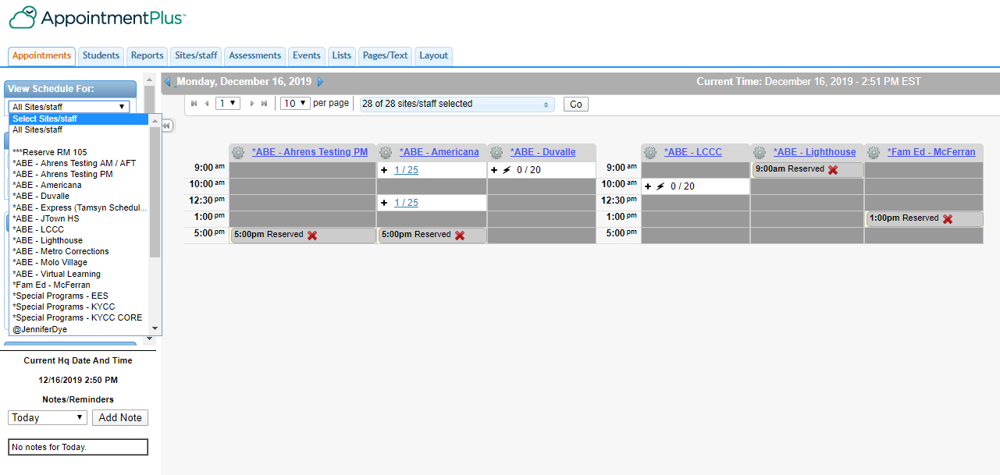 AppointmentPlus
Appointments Students Reports Sites/staff Assessments Events Lists Pages/Text Layout
View Schedule For:
All Sites/staff
Select Sites/staff
All Sites/staff
***Reserve RM 105
*ABE - Ahrens Testing AM / AFT
*ABE - Ahrens Testing PM
*ABE - Americana
*ABE - Duvalle
*ABE - Express (Tamsyn Schedul...
*ABE - JTown HS
*ABE - LCCC
*ABE - Lighthouse
*ABE - Metro Corrections
*ABE - Molo Village
*ABE - Virtual Learning
*Fam Ed - McFerran
*Special Programs - EES
*Special Programs - KYCC
*Special Programs - KYCC CORE
@JenniferDye
Current Hq Date And Time
12/16/2019 2:50 PM
Notes/Reminders
Today Add Note
No notes for Today.
Monday, December 16, 2019 Current Time: December 16, 2019 - 2:51 PM EST
1 10 per page 28 of 28 sites/staff selected Go
*ABE - Ahrens Testing PM *ABE - Americana *ABE - Duvalle *ABE - LCCC *ABE - Lighthouse *Fam Ed - McFerran
9:00 am + 1 / 25 + 0 / 20 9:00 am 9:00am Reserved
10:00 am 10:00 am + 0 / 20
12:30 pm + 1 / 25 12:30 pm
1:00 pm 1:00 pm 1:00pm Reserved
5:00 pm 5:00pm Reserved 5:00pm Reserved 5:00 pm